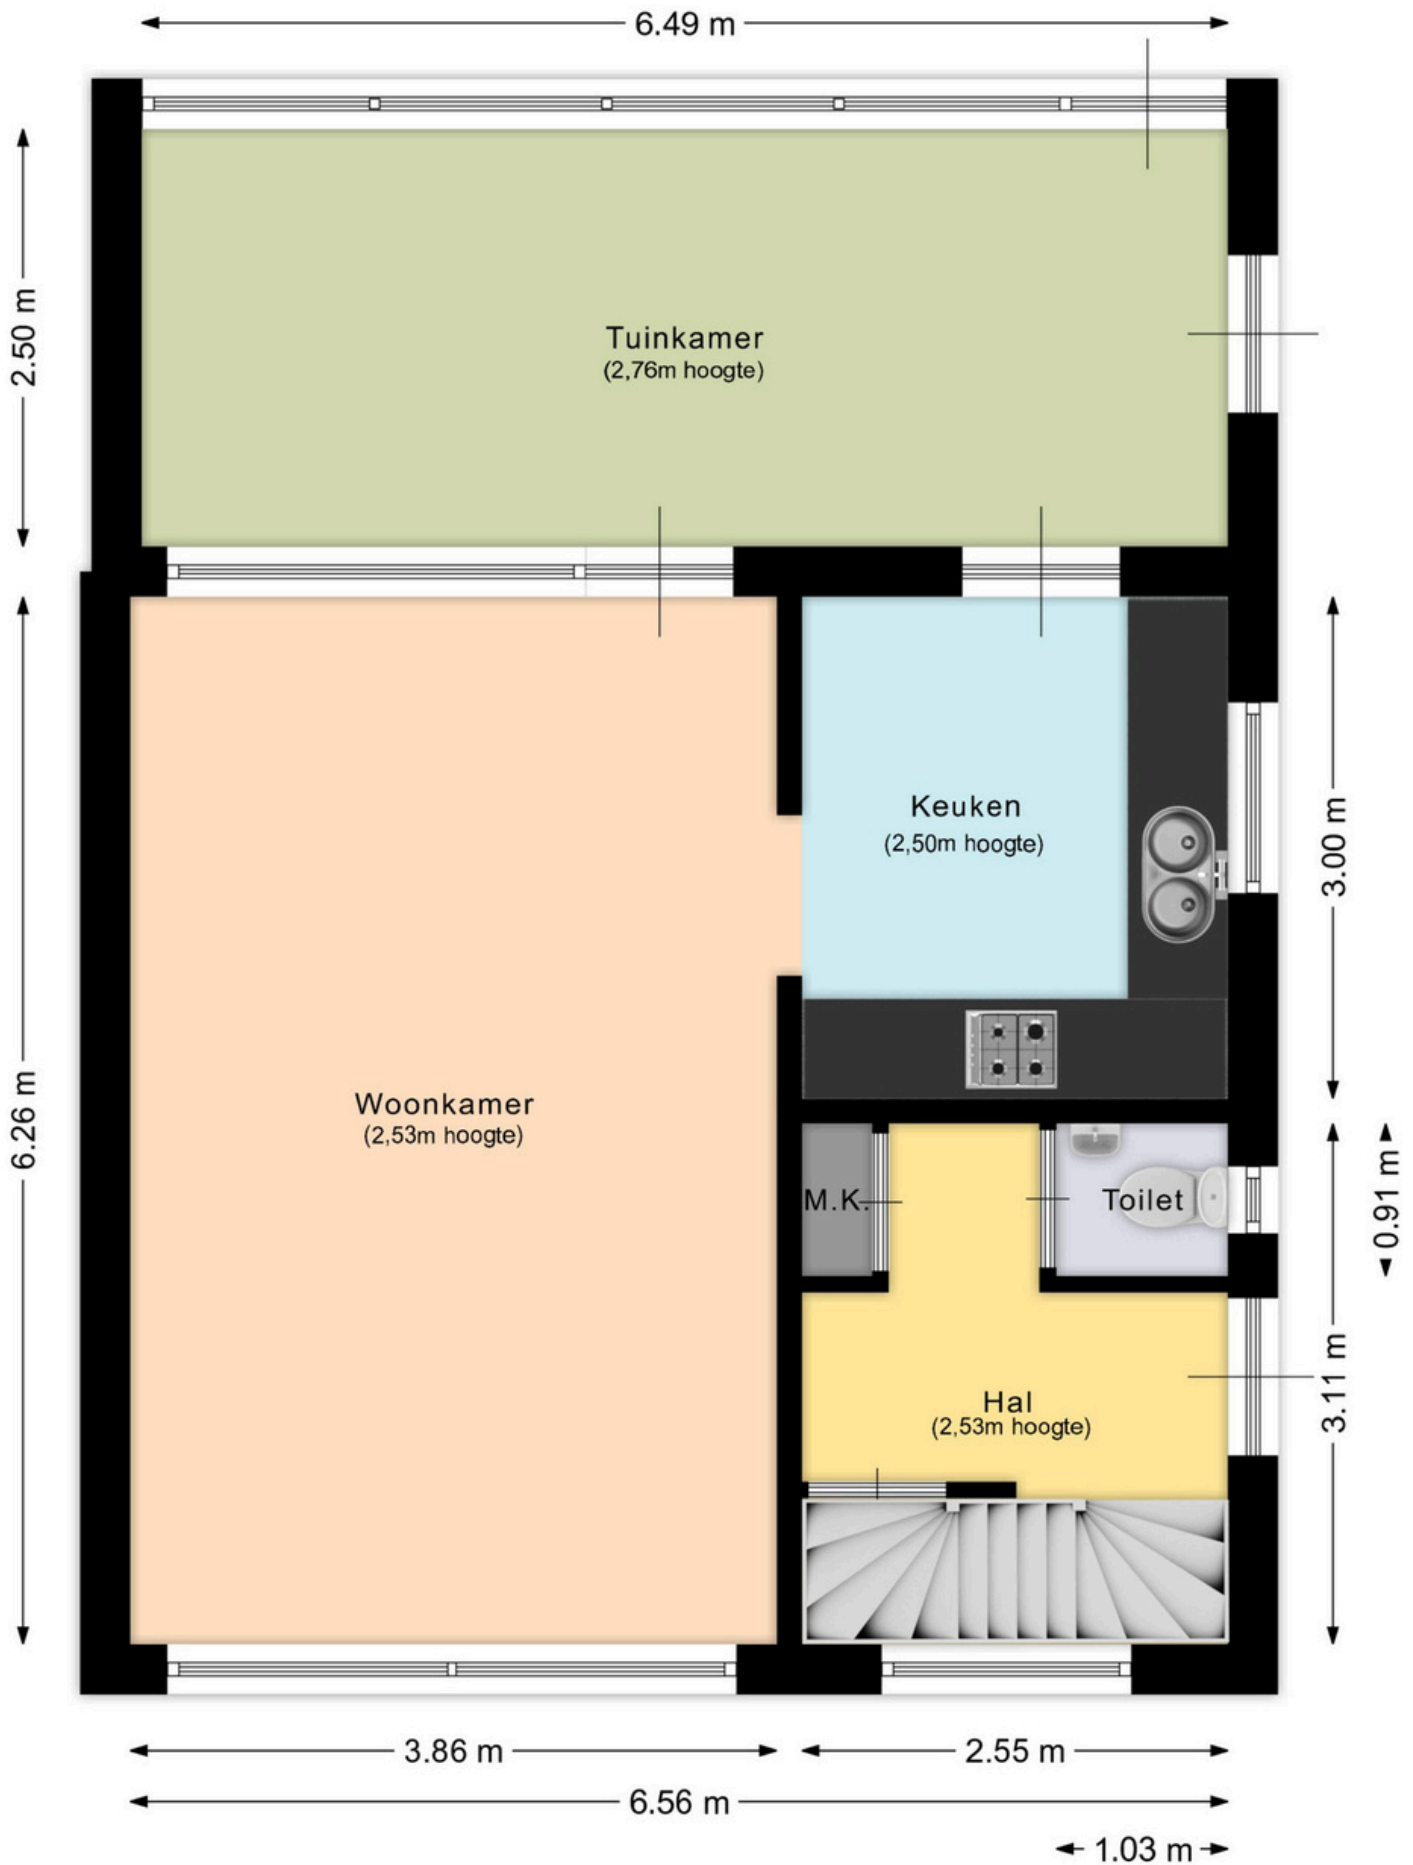 6.49 m
2.50 m
Tuinkamer
(2,76m hoogte)
Keuken
(2,50m hoogte)
3.00 m
6.26 m
Woonkamer
(2,53m hoogte)
M.K.
Toilet
0.91 m
3.11 m
Hal
(2,53m hoogte)
3.86 m
2.55 m
6.56 m
1.03 m